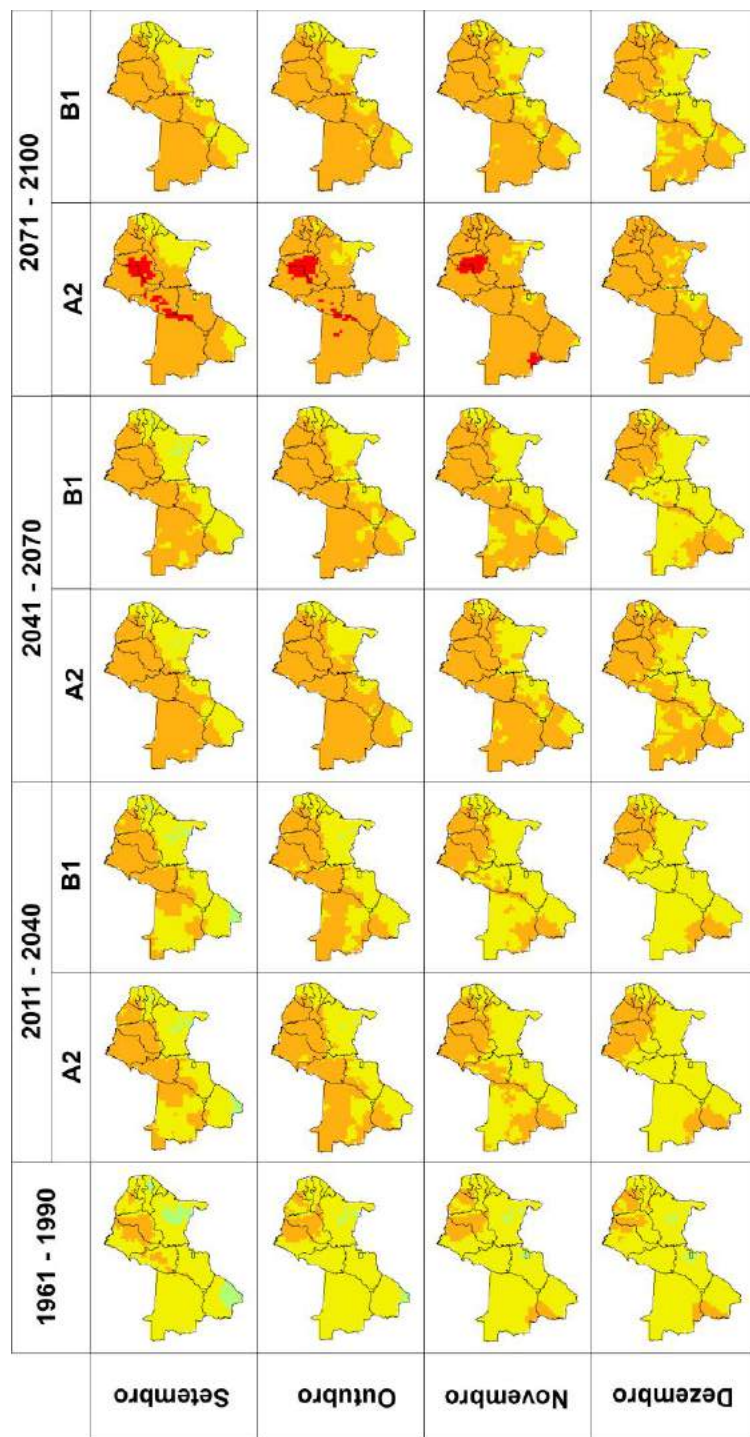 1961 - 1990
2011 - 2040
2041 - 2070
2071 - 2100
A2
B1
A2
B1
A2
B1
Setembro
Outubro
Novembro
Dezembro